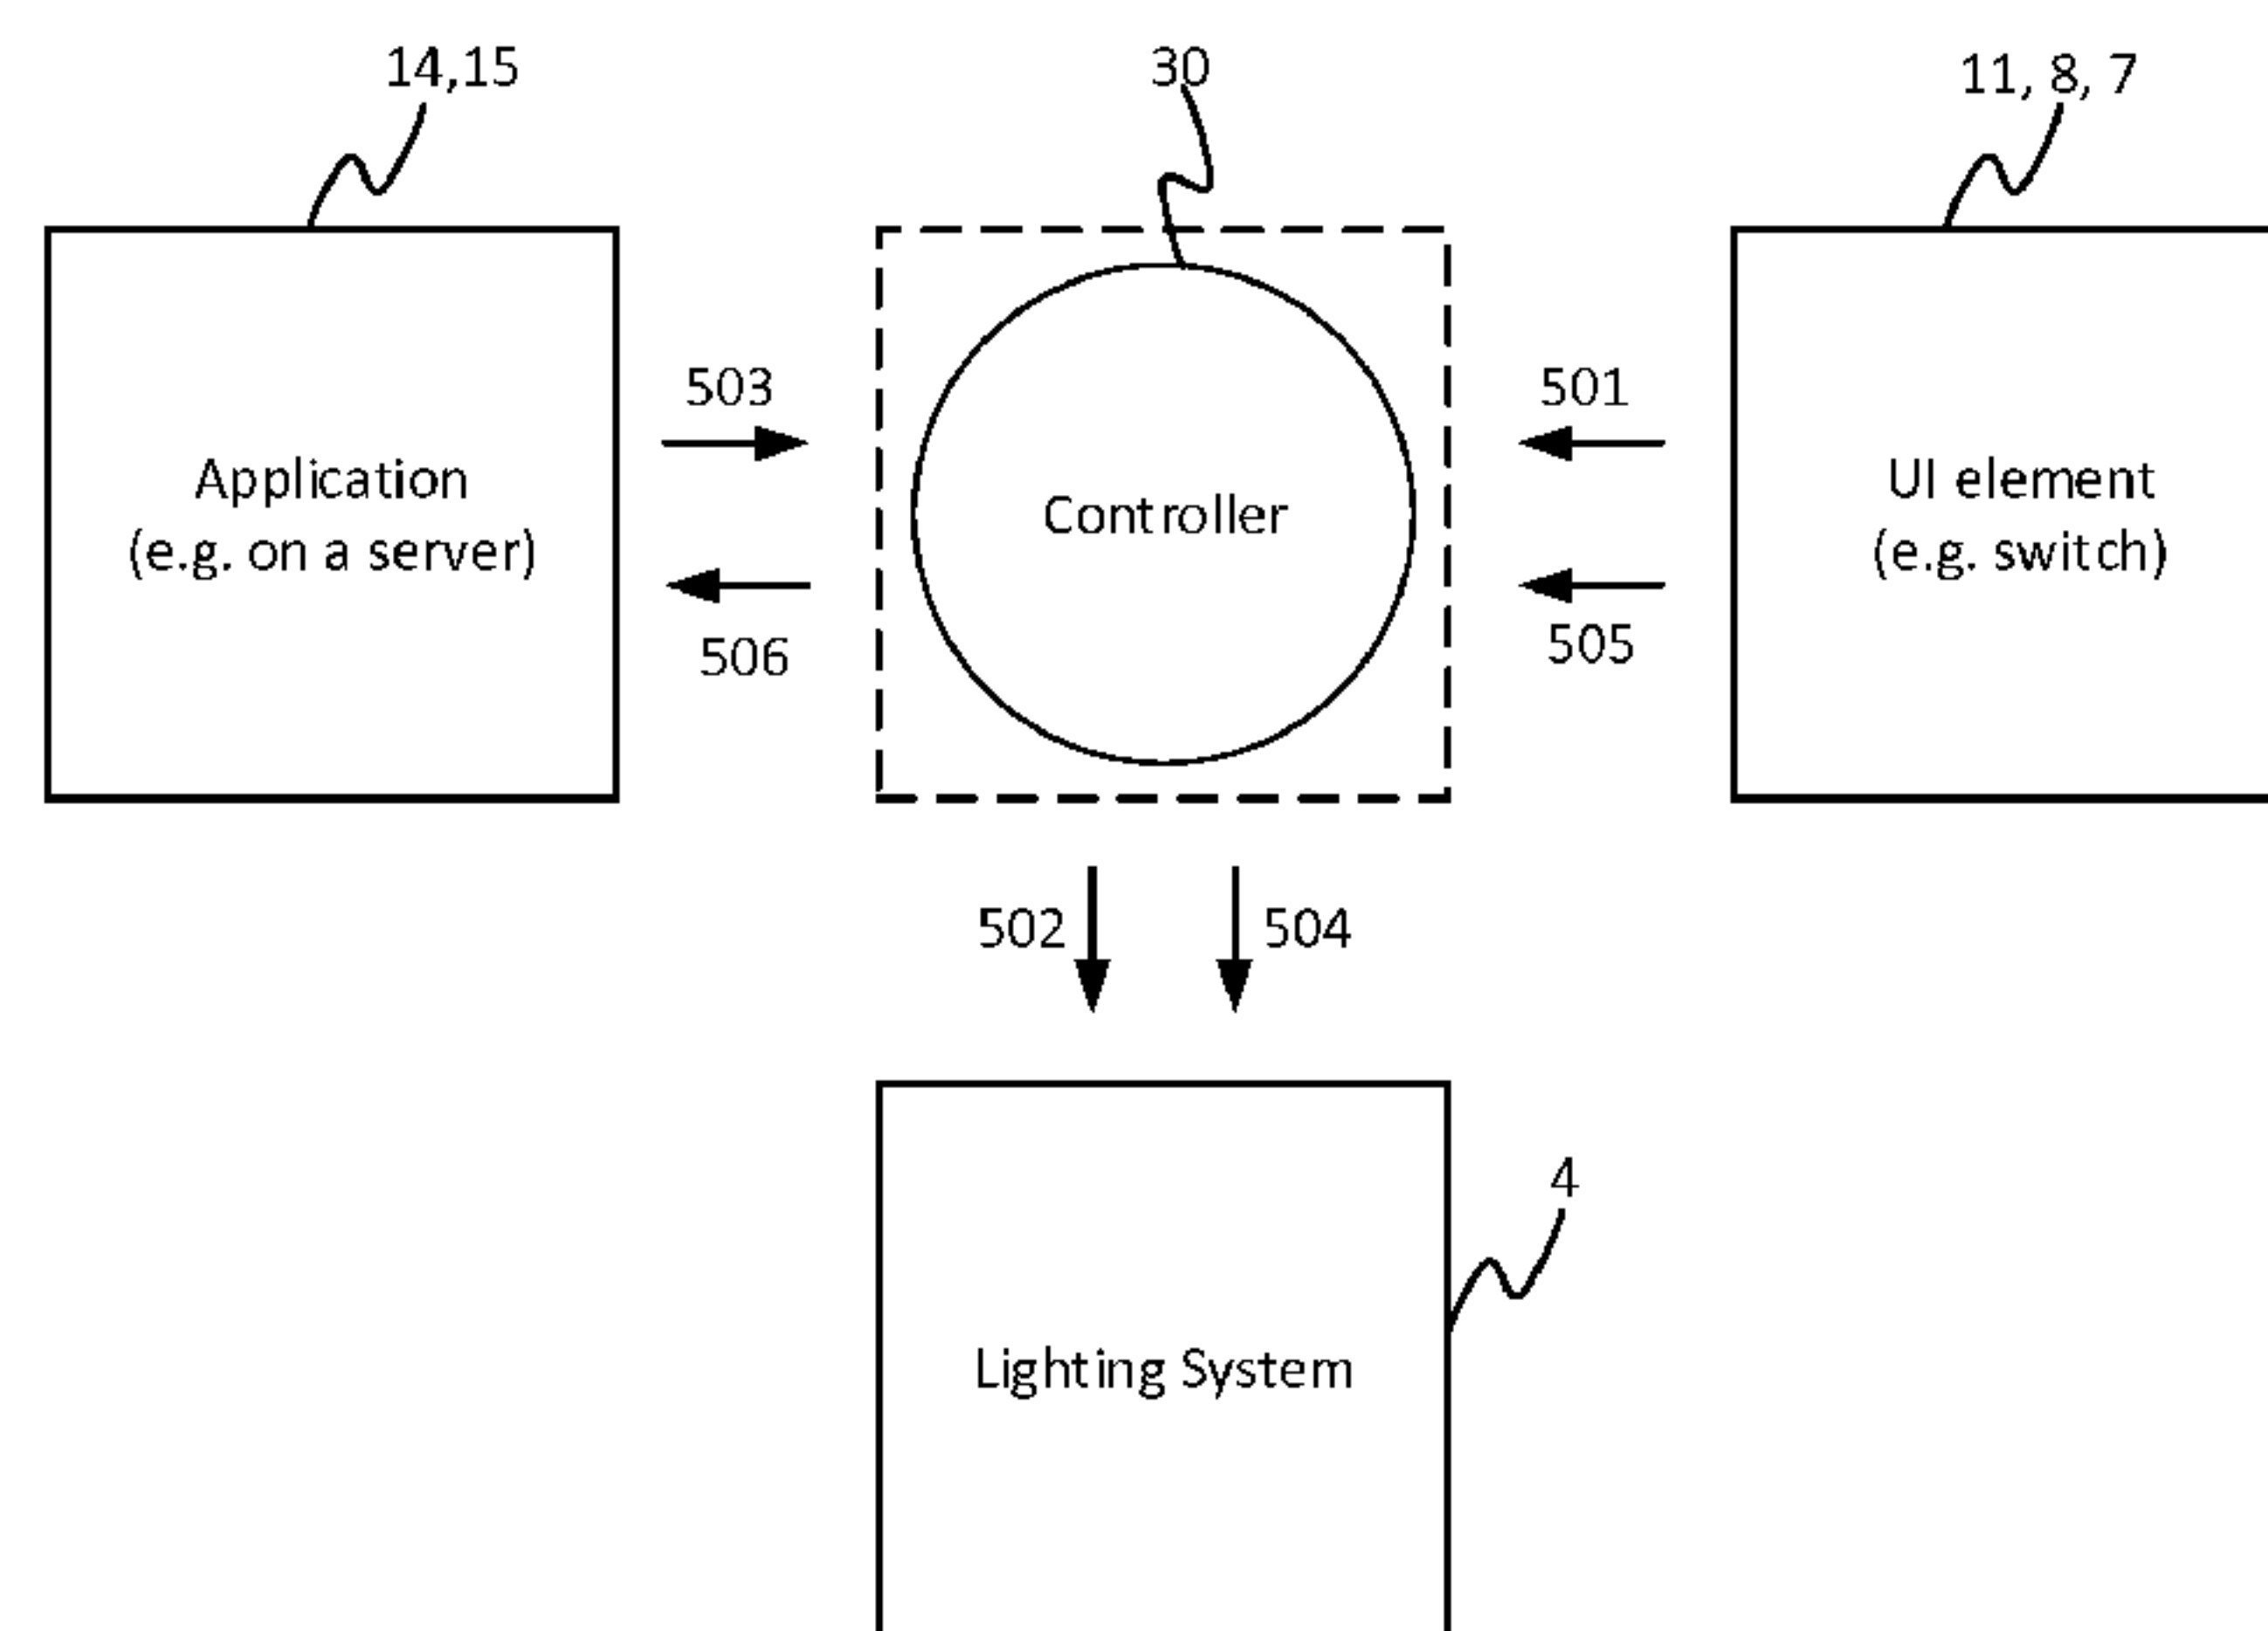 14,15
30
11, 8, 7
503
501
Application
(e.g. on a server)
Controller
UI element
(e.g. switch)
506
505
502
504
4
Lighting System